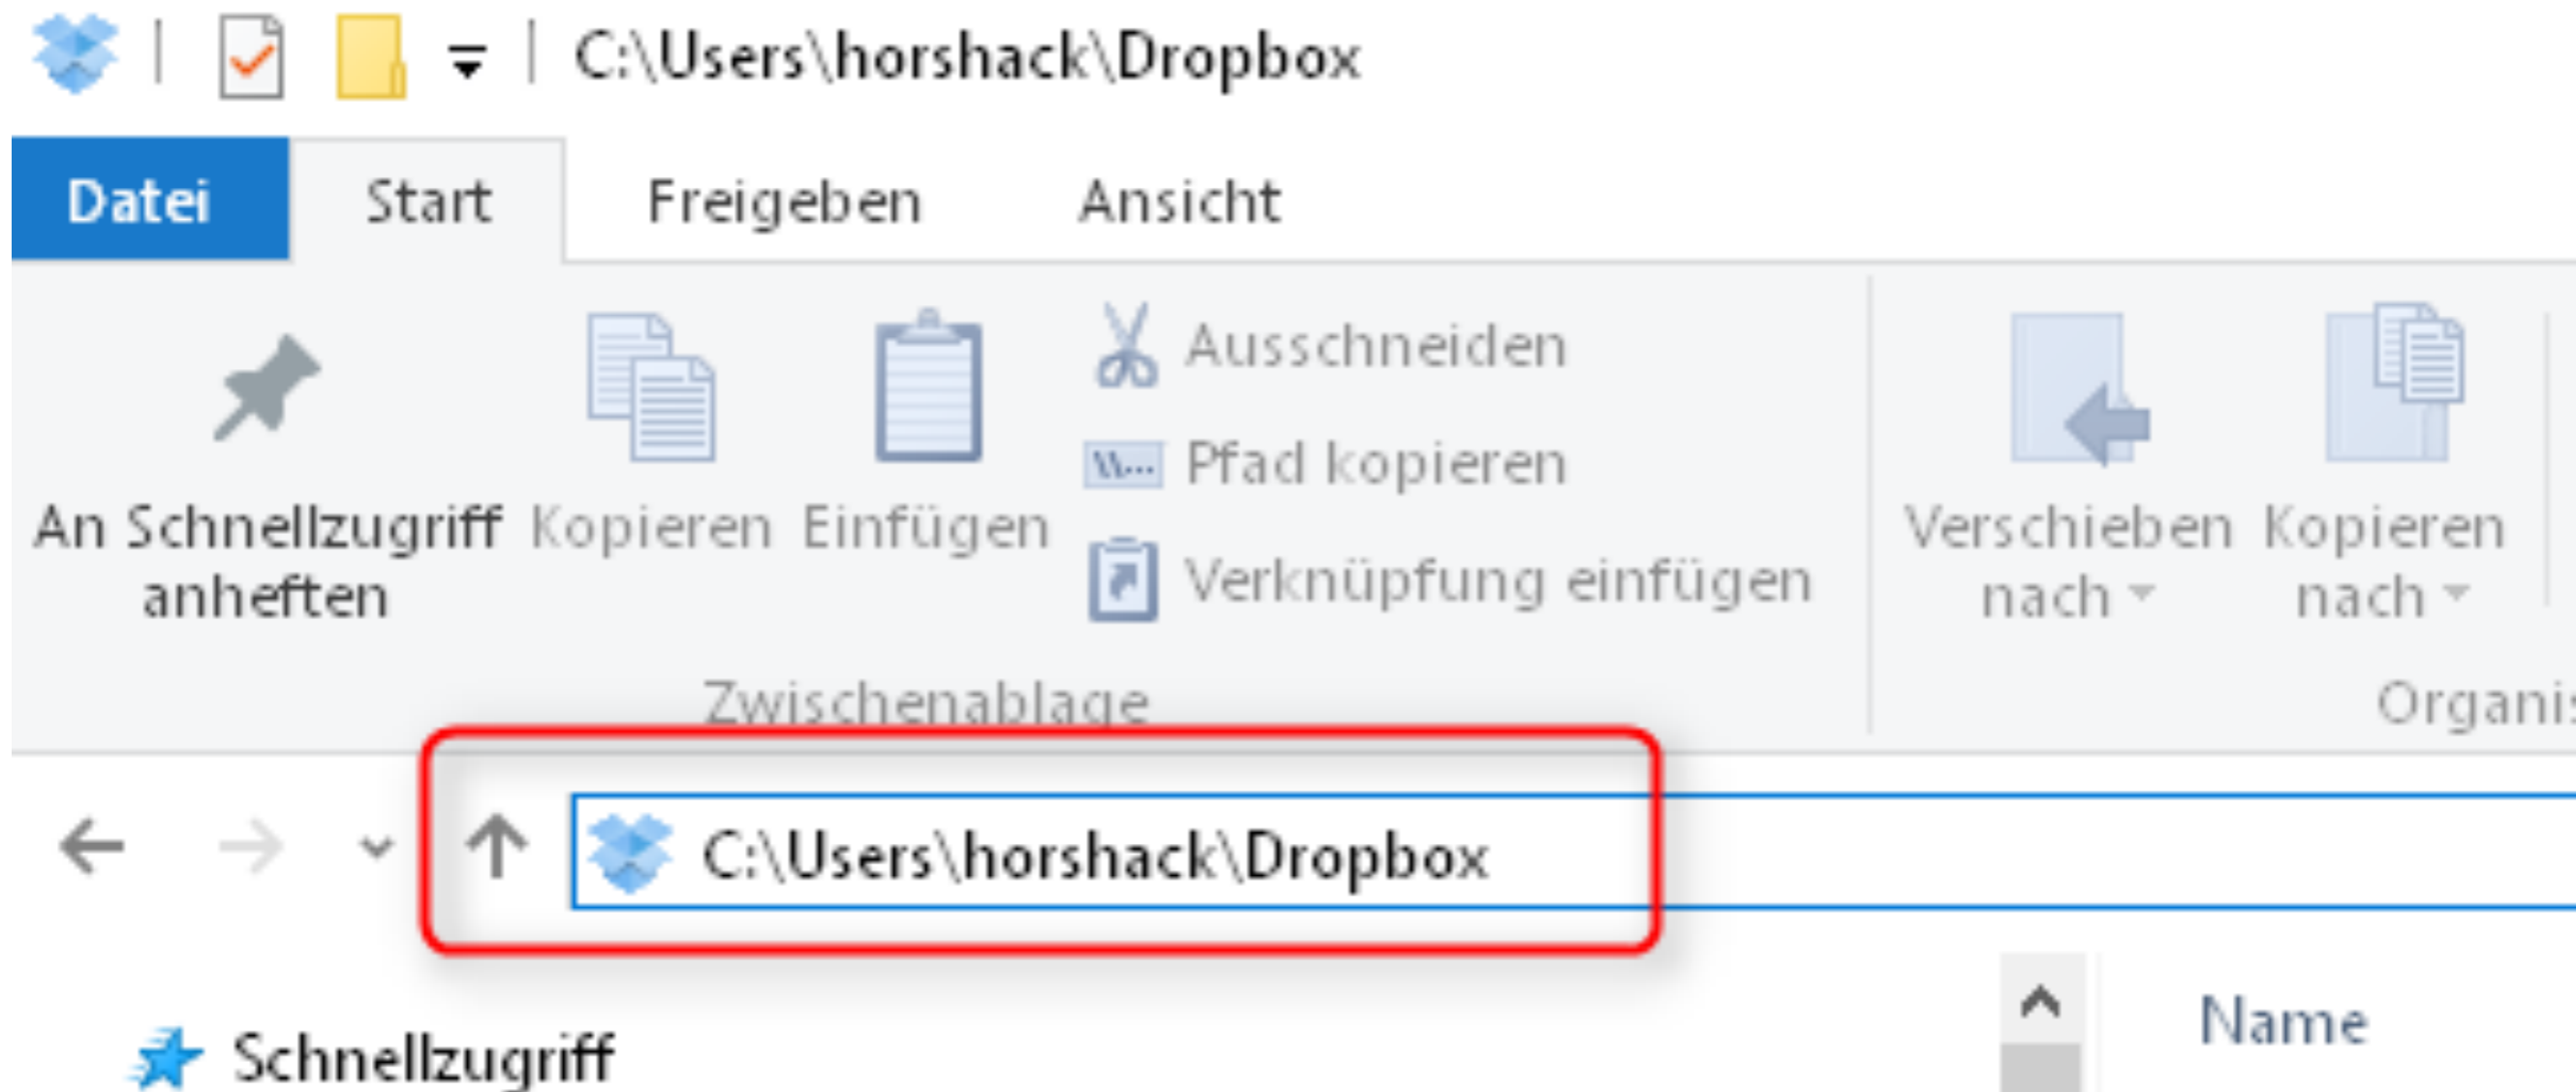 C:\Users\horshack\Dropbox
Datei Start Freigeben Ansicht
An Schnellzugriff anheften
Kopieren
Einfügen
Ausschneiden
Pfad kopieren
Verknüpfung einfügen
Zwischenablage
Verschieben nach
Kopieren nach
Organis
C:\Users\horshack\Dropbox
Schnellzugriff
Name